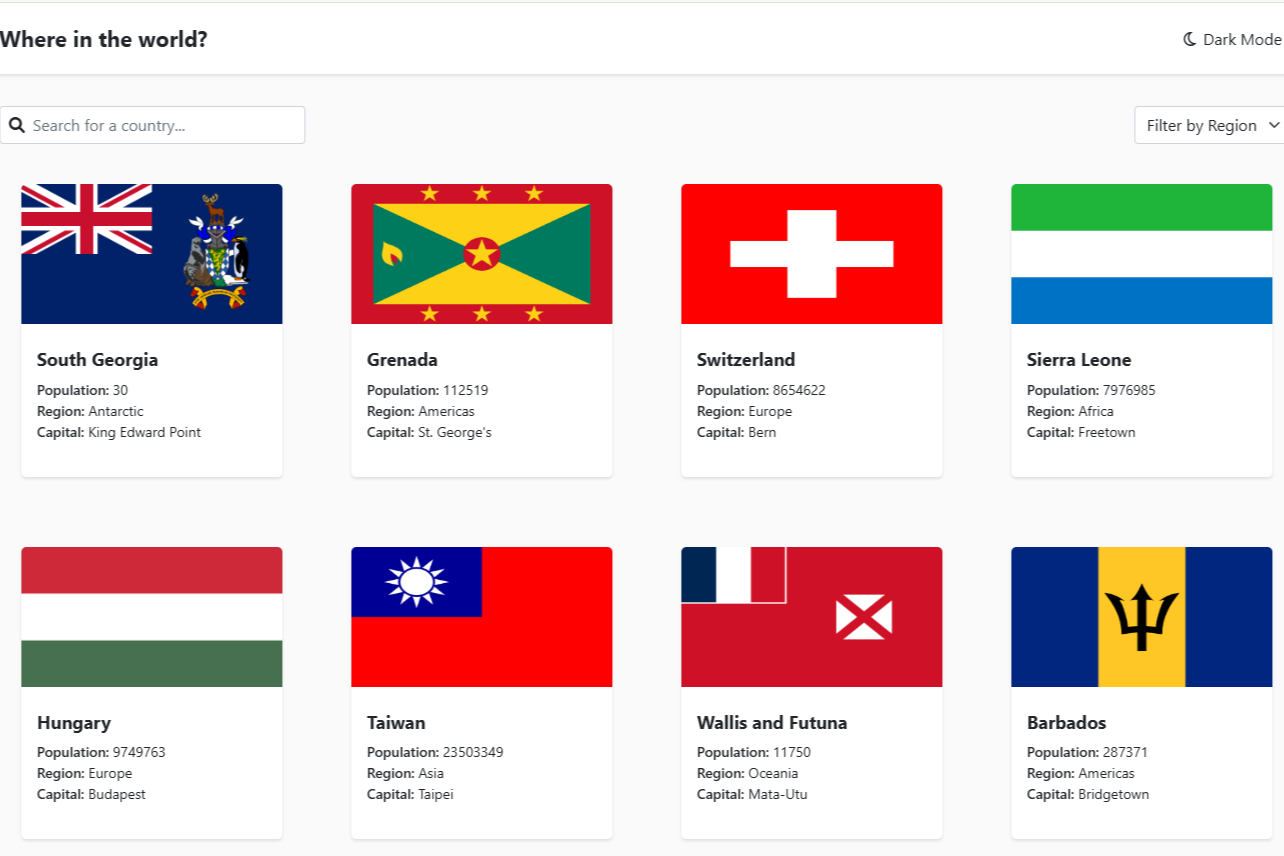 Where in the world?
Dark Mode
Search for a country...
Filter by Region
South Georgia
Population: 30
Region: Antarctic
Capital: King Edward Point
Grenada
Population: 112519
Region: Americas
Capital: St. George's
Switzerland
Population: 8654622
Region: Europe
Capital: Bern
Sierra Leone
Population: 7976985
Region: Africa
Capital: Freetown
Hungary
Population: 9749763
Region: Europe
Capital: Budapest
Taiwan
Population: 23503349
Region: Asia
Capital: Taipei
Wallis and Futuna
Population: 11750
Region: Oceania
Capital: Mata-Utu
Barbados
Population: 287371
Region: Americas
Capital: Bridgetown